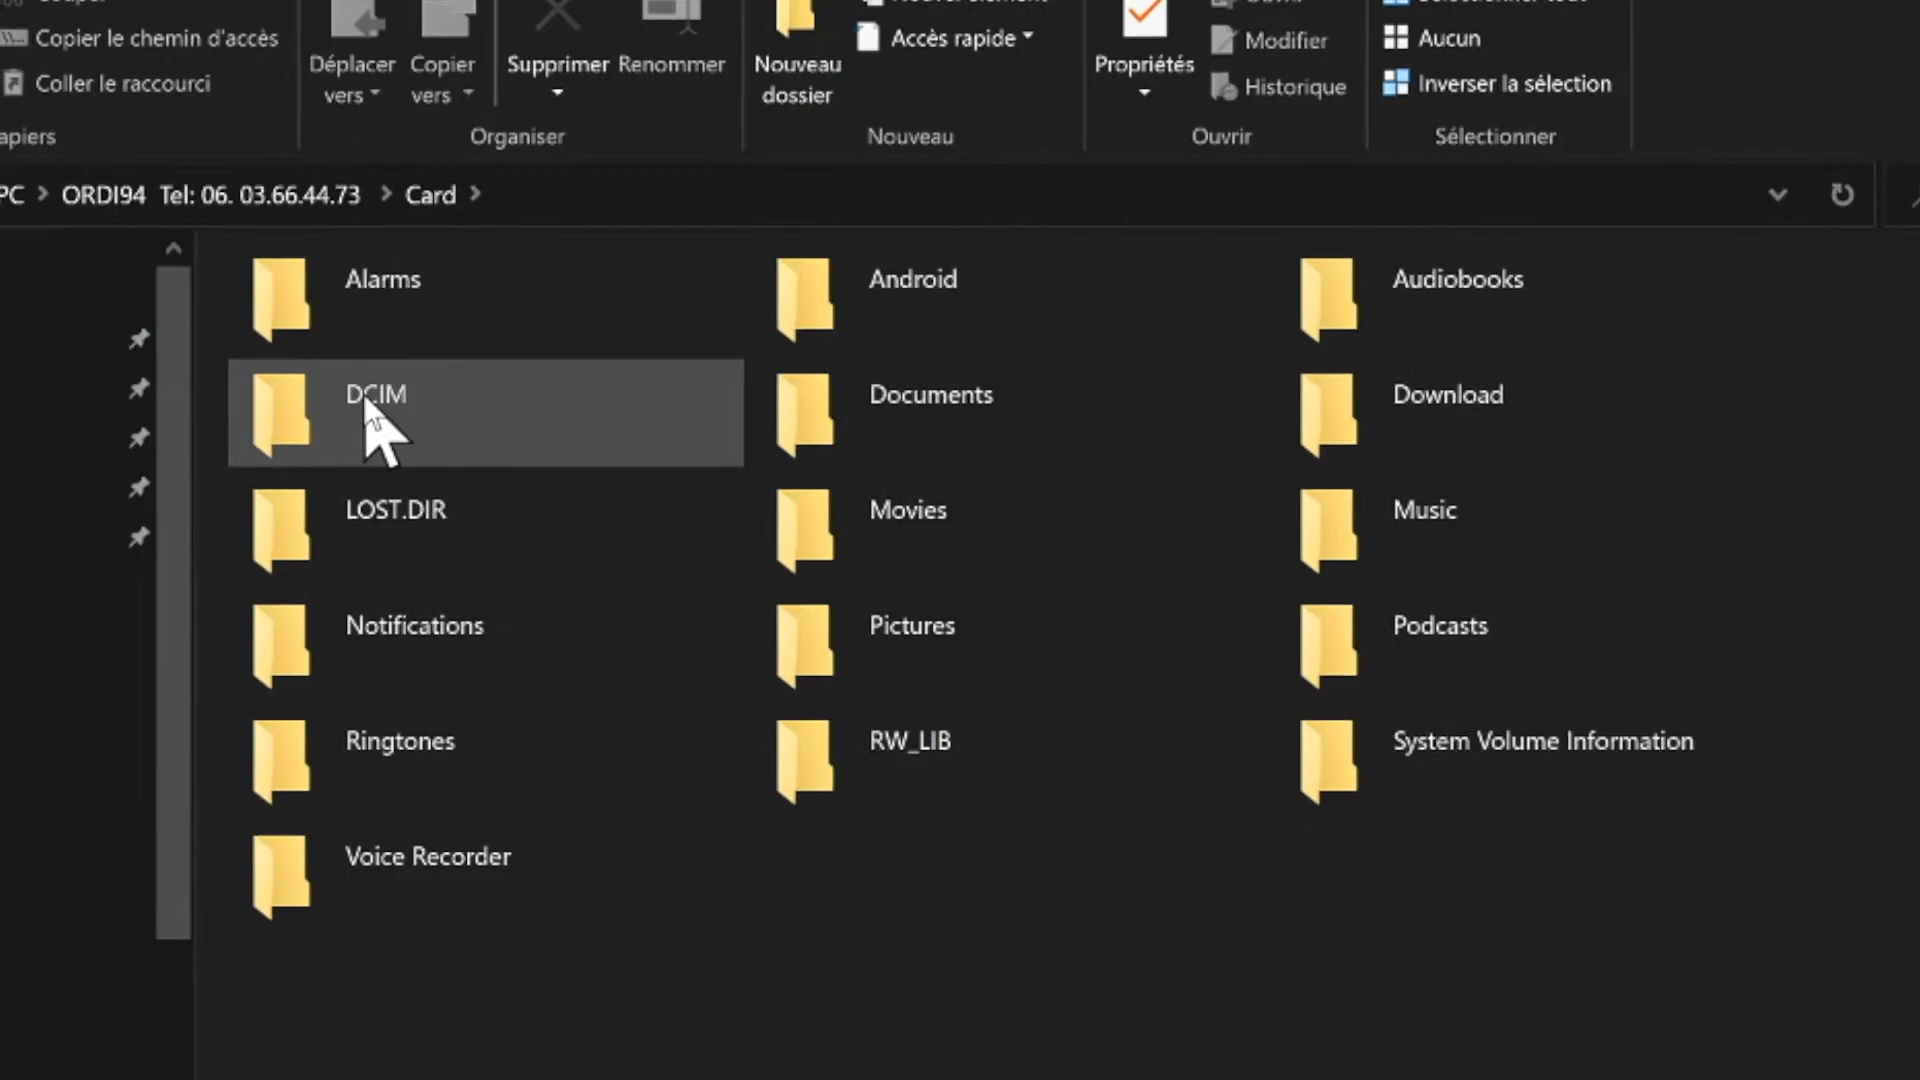 Copier le chemin d'accès
Coller le raccourci
apiers
Déplacer
vers
Copier
vers
Supprimer
Renommer
Organiser
Nouveau
dossier
Accès rapide
Nouveau
Propriétés
Modifier
Historique
Ouvrir
Aucun
Inverser la sélection
Sélectionner
PC > ORDI94 Tel: 06. 03.66.44.73 > Card >
Alarms
Android
Audiobooks
DCIM
Documents
Download
LOST.DIR
Movies
Music
Notifications
Pictures
Podcasts
Ringtones
RW_LIB
System Volume Information
Voice Recorder